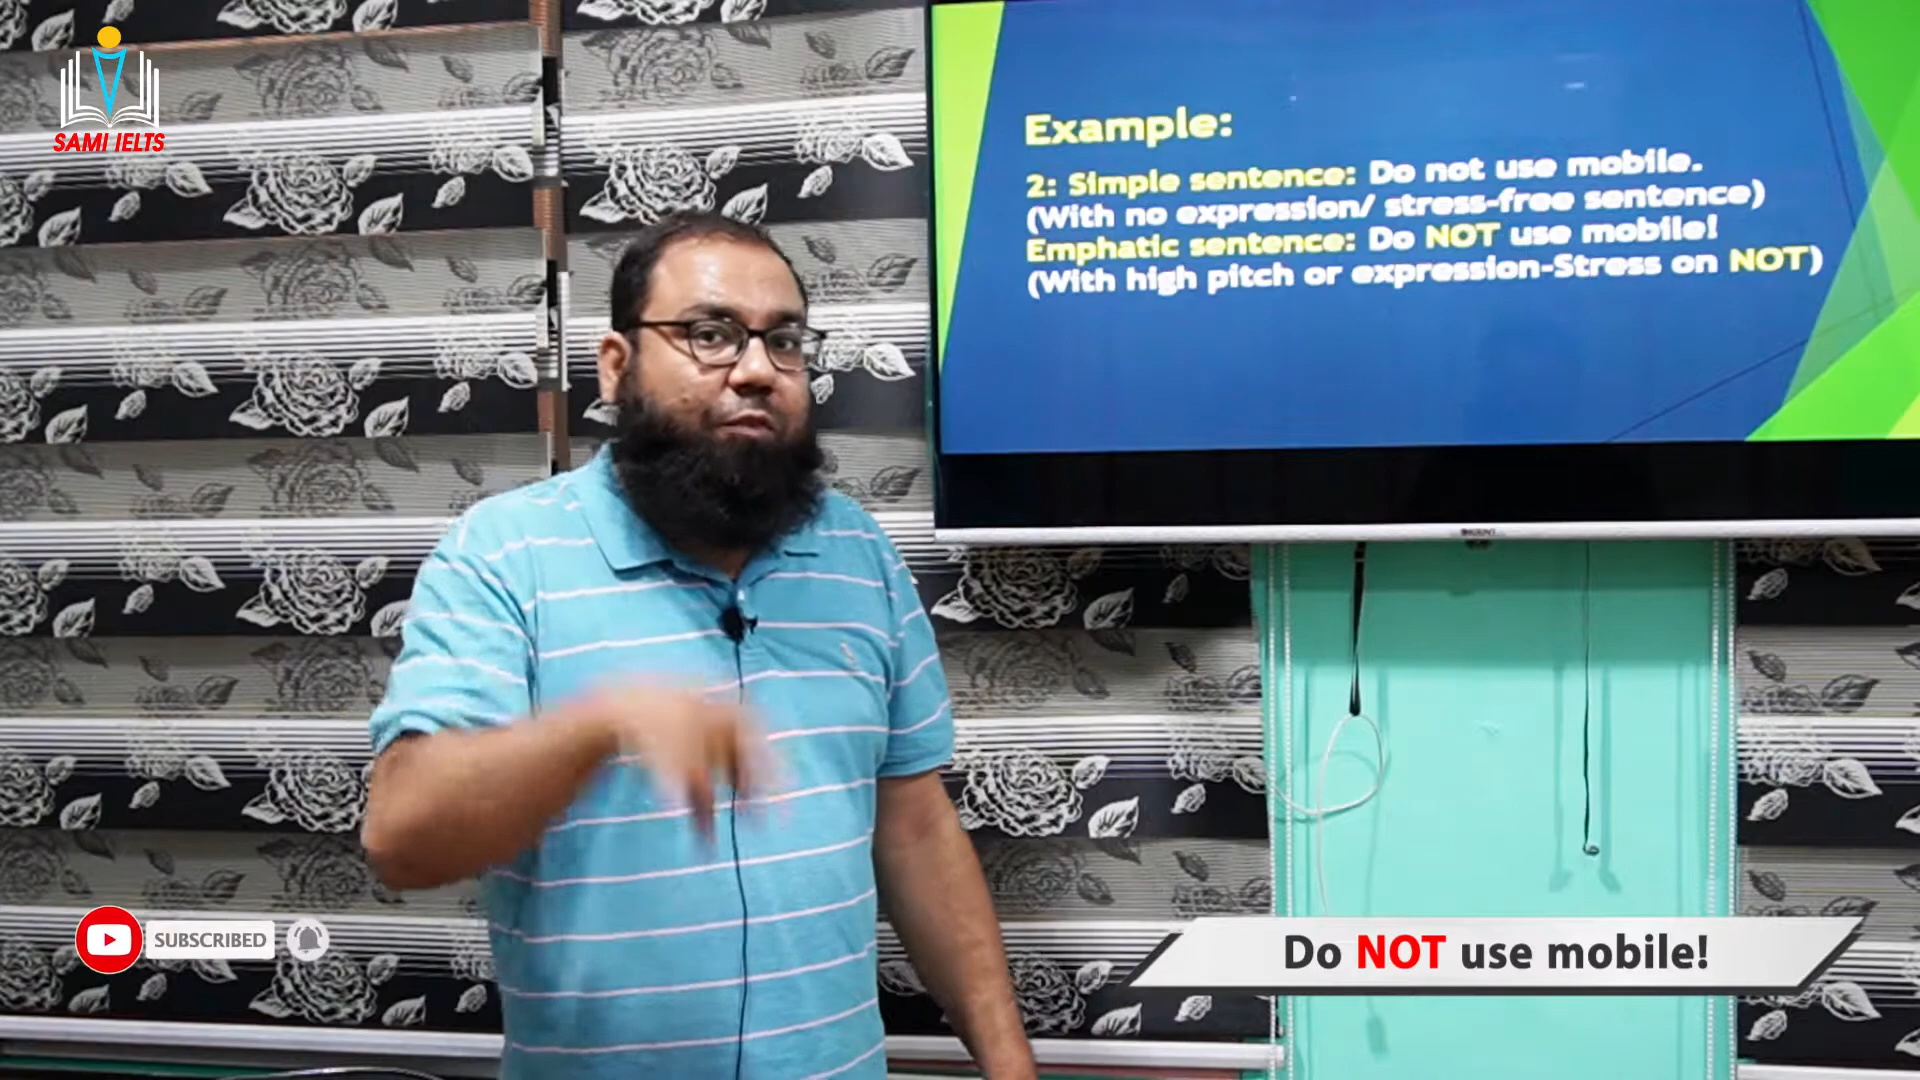 SAMI IELTS
Example:
2: Simple sentence: Do not use mobile.
(With no expression/ stress-free sentence)
Emphatic sentence: Do NOT use mobile!
(With high pitch or expression-Stress on NOT)
SUBSCRIBED
Do NOT use mobile!